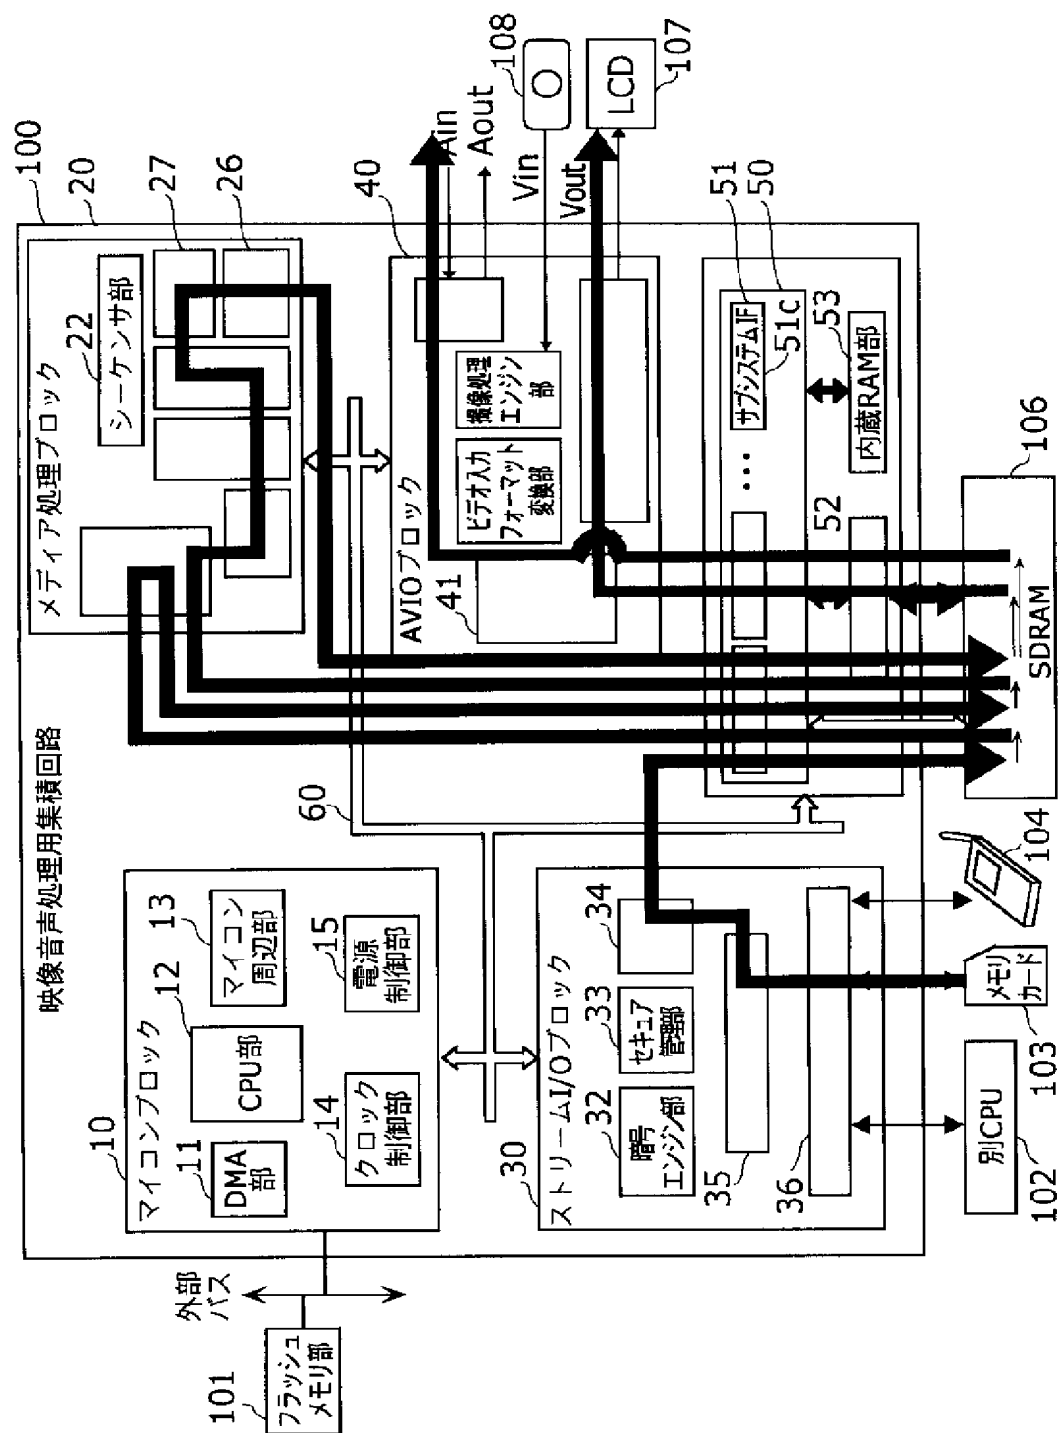 映像音声処理用集積回路
100
マイコンブロック
10
DMA
部
11
CPU部
12
マイコン
周辺部
13
クロック
制御部
14
電源
制御部
15
外部
バス
フラッシュ
メモリ部
101
メディア処理ブロック
20
シーケンサ部
22
27
26
60
ストリームI/Oブロック
30
暗号
エンジン部
32
セキュア
管理部
33
34
35
36
AVIOブロック
40
41
ビデオ入力
フォーマット
変換部
撮像処理
エンジン
部
Ain
Aout
Vin
Vout
108
LCD
107
サブシステムIF
51
50
51c
...
52
53
内蔵RAM部
別CPU
102
メモリ
カード
103
104
SDRAM
106